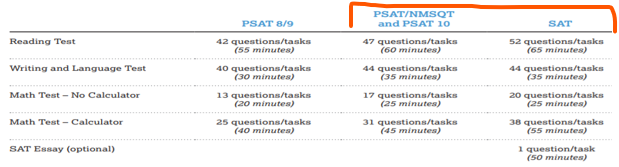 PSAT/NMSQT
PSAT 8/9 and PSAT 10 SAT
Reading Test 42 questions/tasks 47 questions/tasks 52 questions/tasks
(55 minutes) (60 minutes) (65 minutes)
Writing and Language Test 40 questions/tasks 44 questions/tasks 44 questions/tasks
(30 minutes) (35 minutes) (35 minutes)
Math Test – No Calculator 13 questions/tasks 17 questions/tasks 20 questions/tasks
(20 minutes) (25 minutes) (25 minutes)
Math Test – Calculator 25 questions/tasks 31 questions/tasks 38 questions/tasks
(40 minutes) (45 minutes) (55 minutes)
SAT Essay (optional) 1 question/task
(50 minutes)